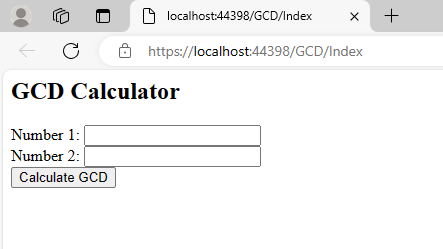 localhost:44398/GCD/Index
https://localhost:44398/GCD/Index
GCD Calculator
Number 1:
Number 2:
Calculate GCD